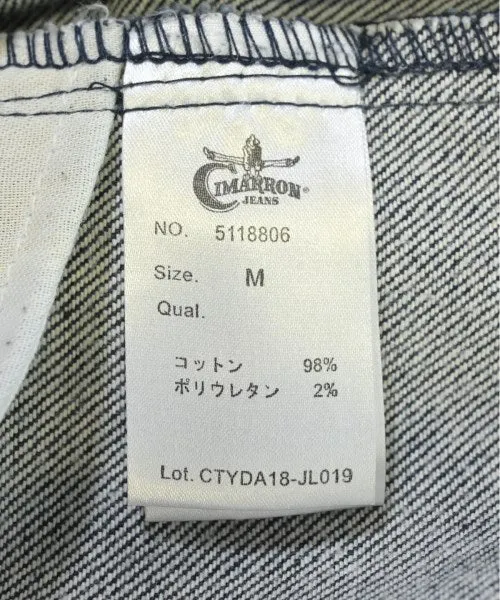 CIMARRON®
JEANS
NO. 5118806
Size. M
Qual.
コットン 98%
ポリウレタン 2%
Lot. CTYDA18-JL019